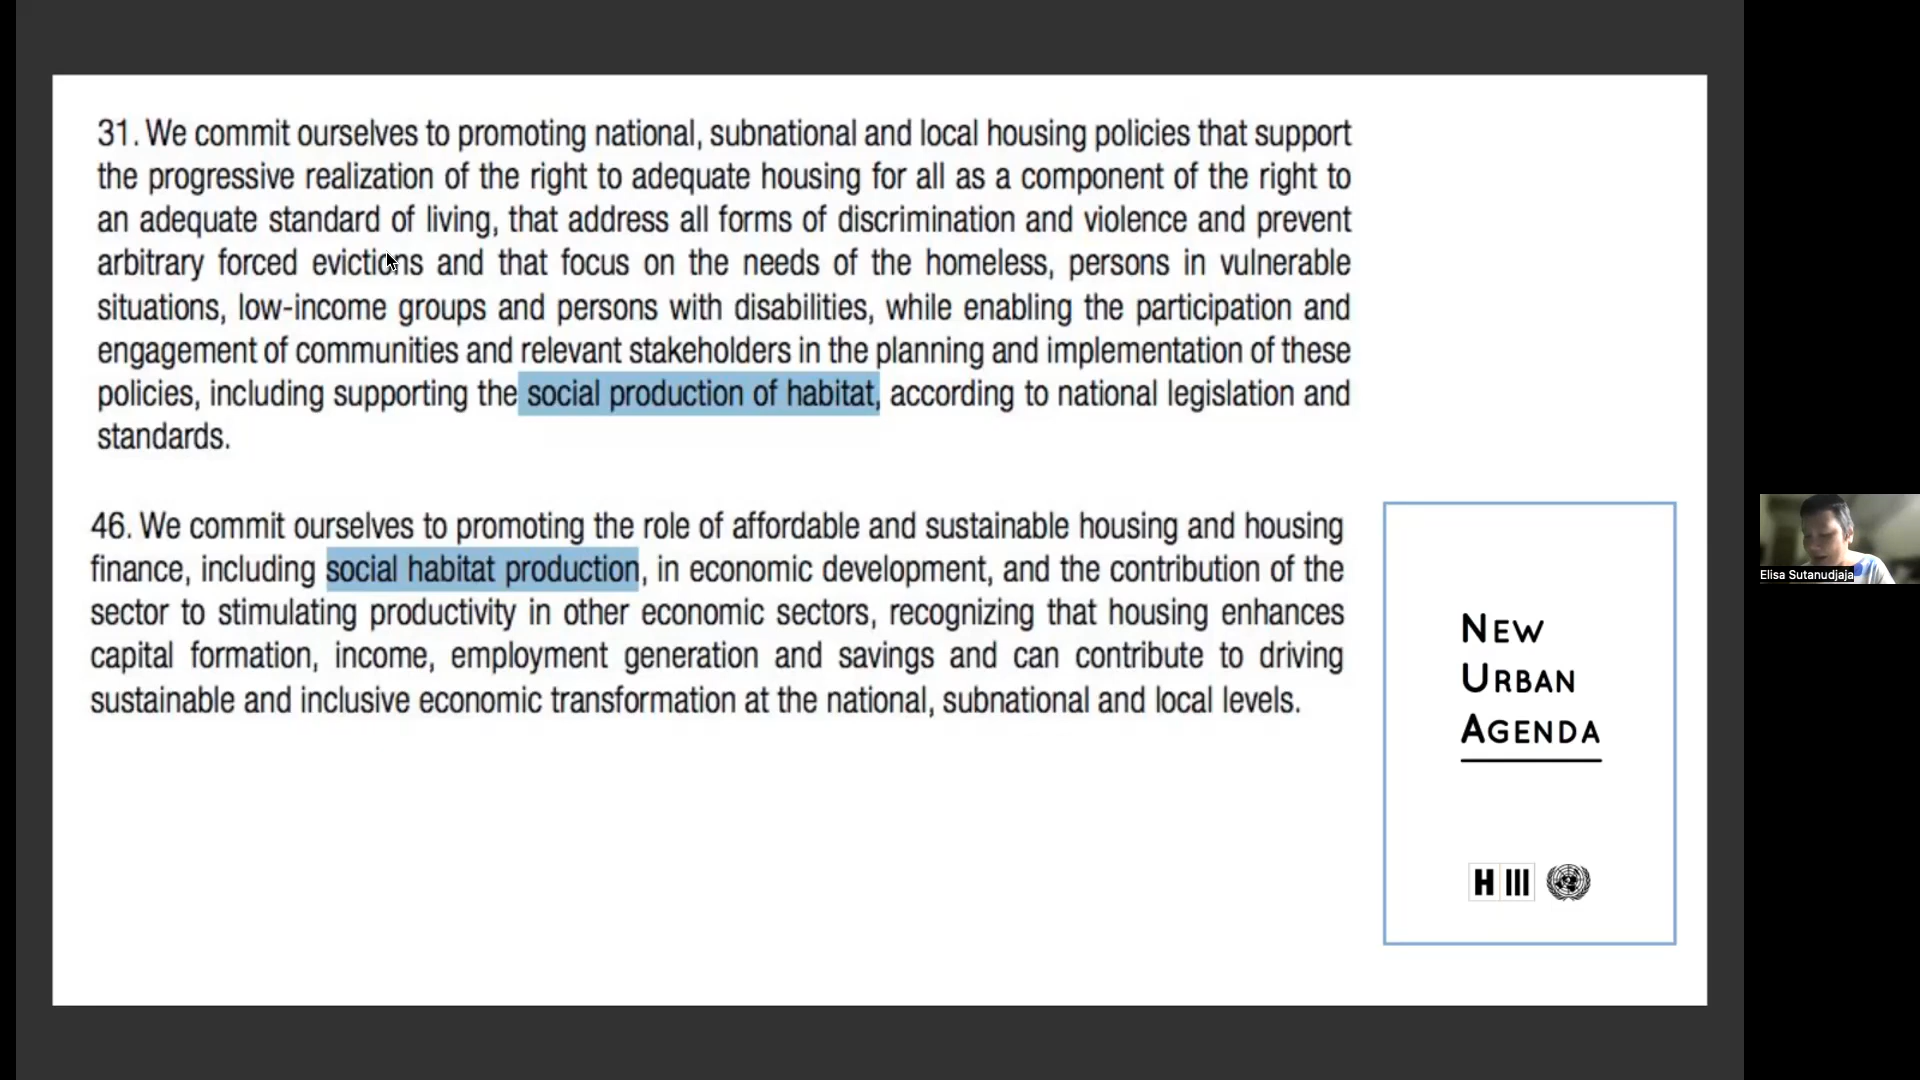 31. We commit ourselves to promoting national, subnational and local housing policies that support
the progressive realization of the right to adequate housing for all as a component of the right to
an adequate standard of living, that address all forms of discrimination and violence and prevent
arbitrary forced evictions and that focus on the needs of the homeless, persons in vulnerable
situations, low-income groups and persons with disabilities, while enabling the participation and
engagement of communities and relevant stakeholders in the planning and implementation of these
policies, including supporting the social production of habitat, according to national legislation and
standards.
46. We commit ourselves to promoting the role of affordable and sustainable housing and housing
finance, including social habitat production, in economic development, and the contribution of the
sector to stimulating productivity in other economic sectors, recognizing that housing enhances
capital formation, income, employment generation and savings and can contribute to driving
sustainable and inclusive economic transformation at the national, subnational and local levels.
NEW
URBAN
AGENDA
H III
Elisa Sutanudjaja